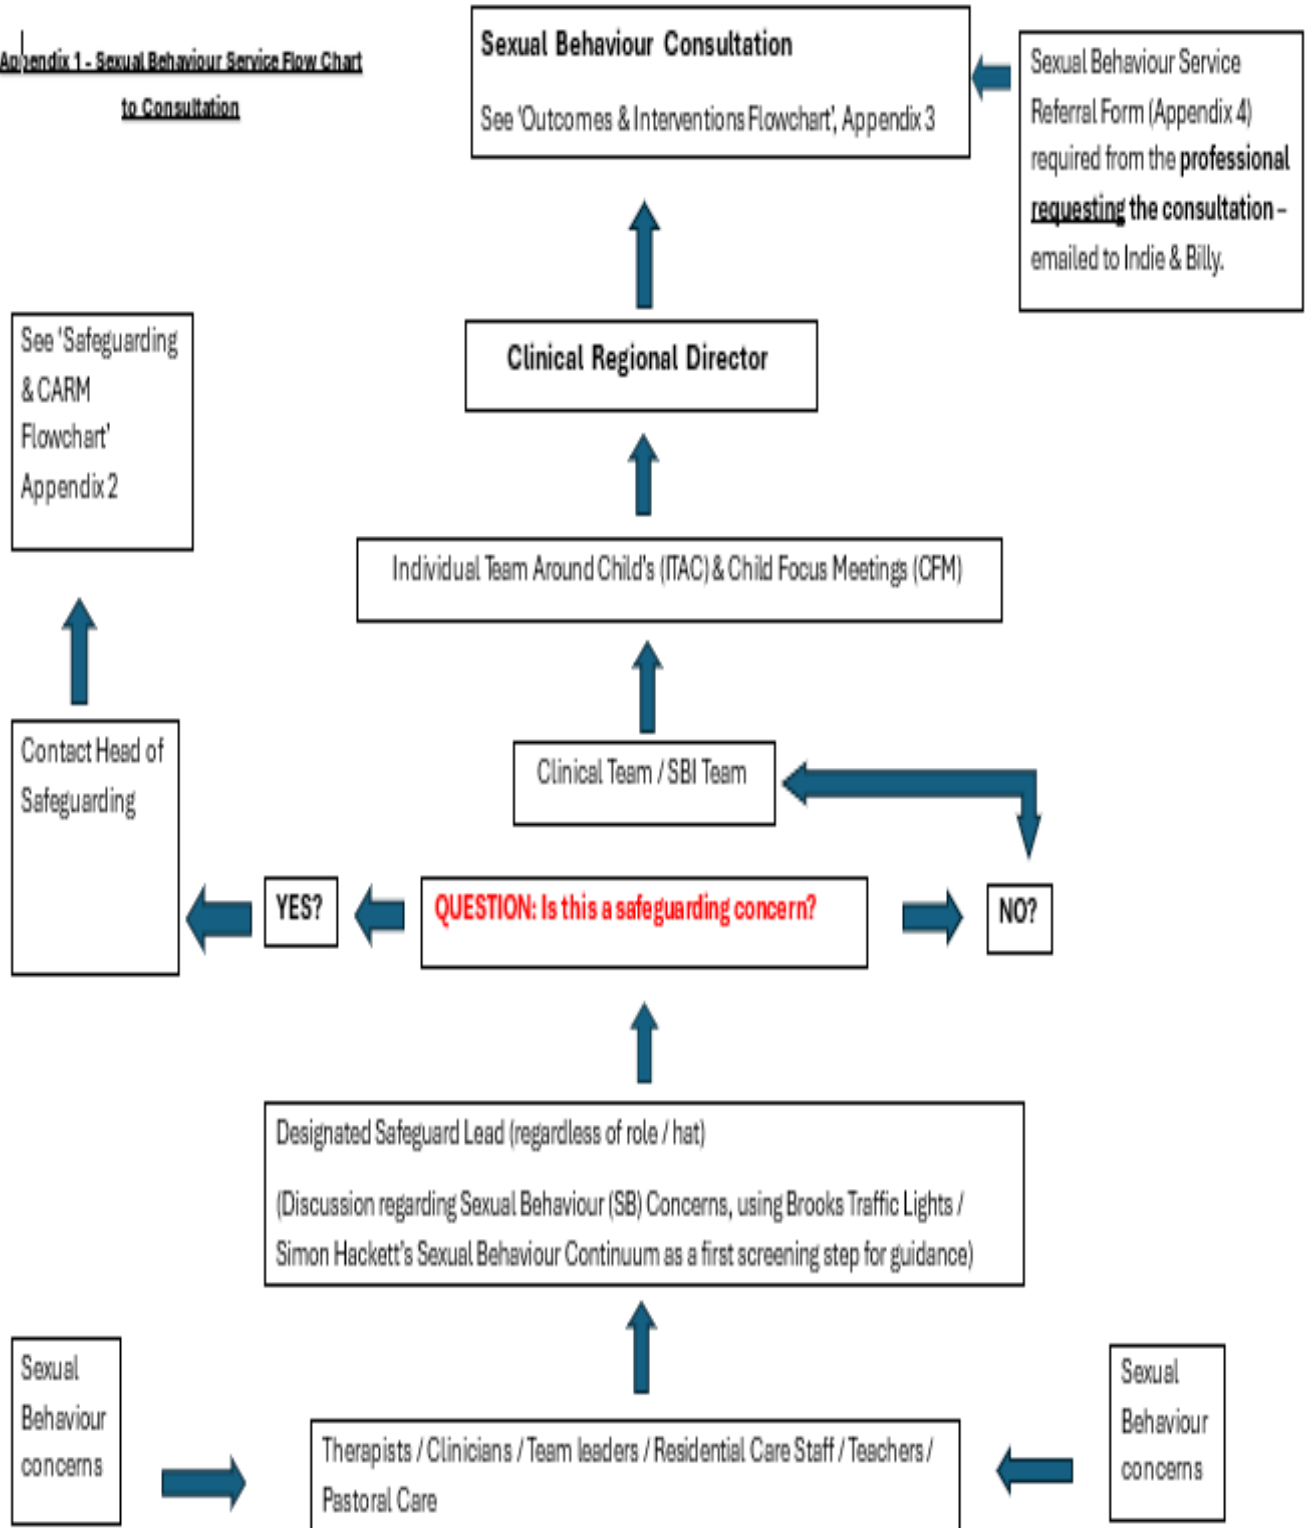 Appendix 1 - Sexual Behaviour Service Flow Chart
to Consultation
Sexual Behaviour Consultation
See 'Outcomes & Interventions Flowchart', Appendix 3
Sexual Behaviour Service
Referral Form (Appendix 4)
required from the professional
requesting the consultation –
emailed to Indie & Billy.
See 'Safeguarding
& CARM
Flowchart'
Appendix 2
Clinical Regional Director
Individual Team Around Child's (ITAC) & Child Focus Meetings (CFM)
Contact Head of
Safeguarding
Clinical Team / SBI Team
YES?
QUESTION: Is this a safeguarding concern?
NO?
Designated Safeguard Lead (regardless of role / hat)
(Discussion regarding Sexual Behaviour (SB) Concerns, using Brooks Traffic Lights /
Simon Hackett's Sexual Behaviour Continuum as a first screening step for guidance)
Sexual
Behaviour
concerns
Therapists / Clinicians / Team leaders / Residential Care Staff / Teachers /
Pastoral Care
Sexual
Behaviour
concerns